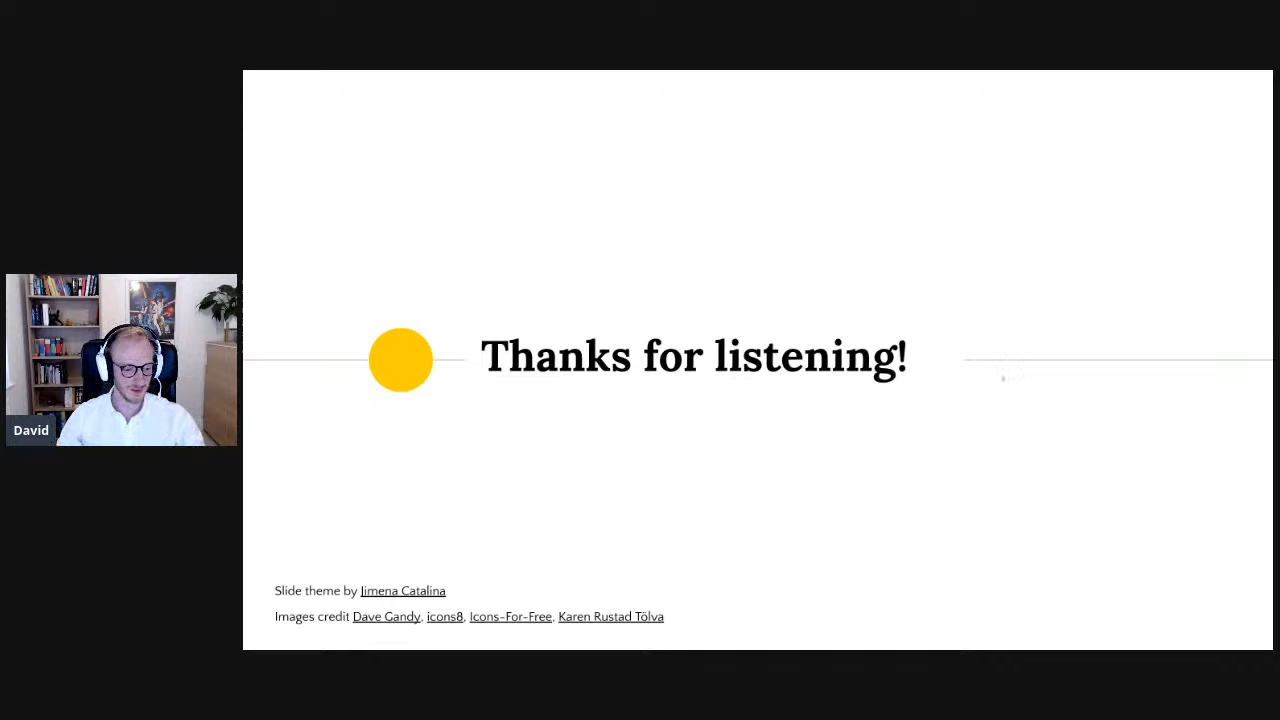 Thanks for listening!
David
Slide theme by Jimena Catalina
Images credit Dave Gandy, icons8, Icons-For-Free, Karen Rustad Tölva